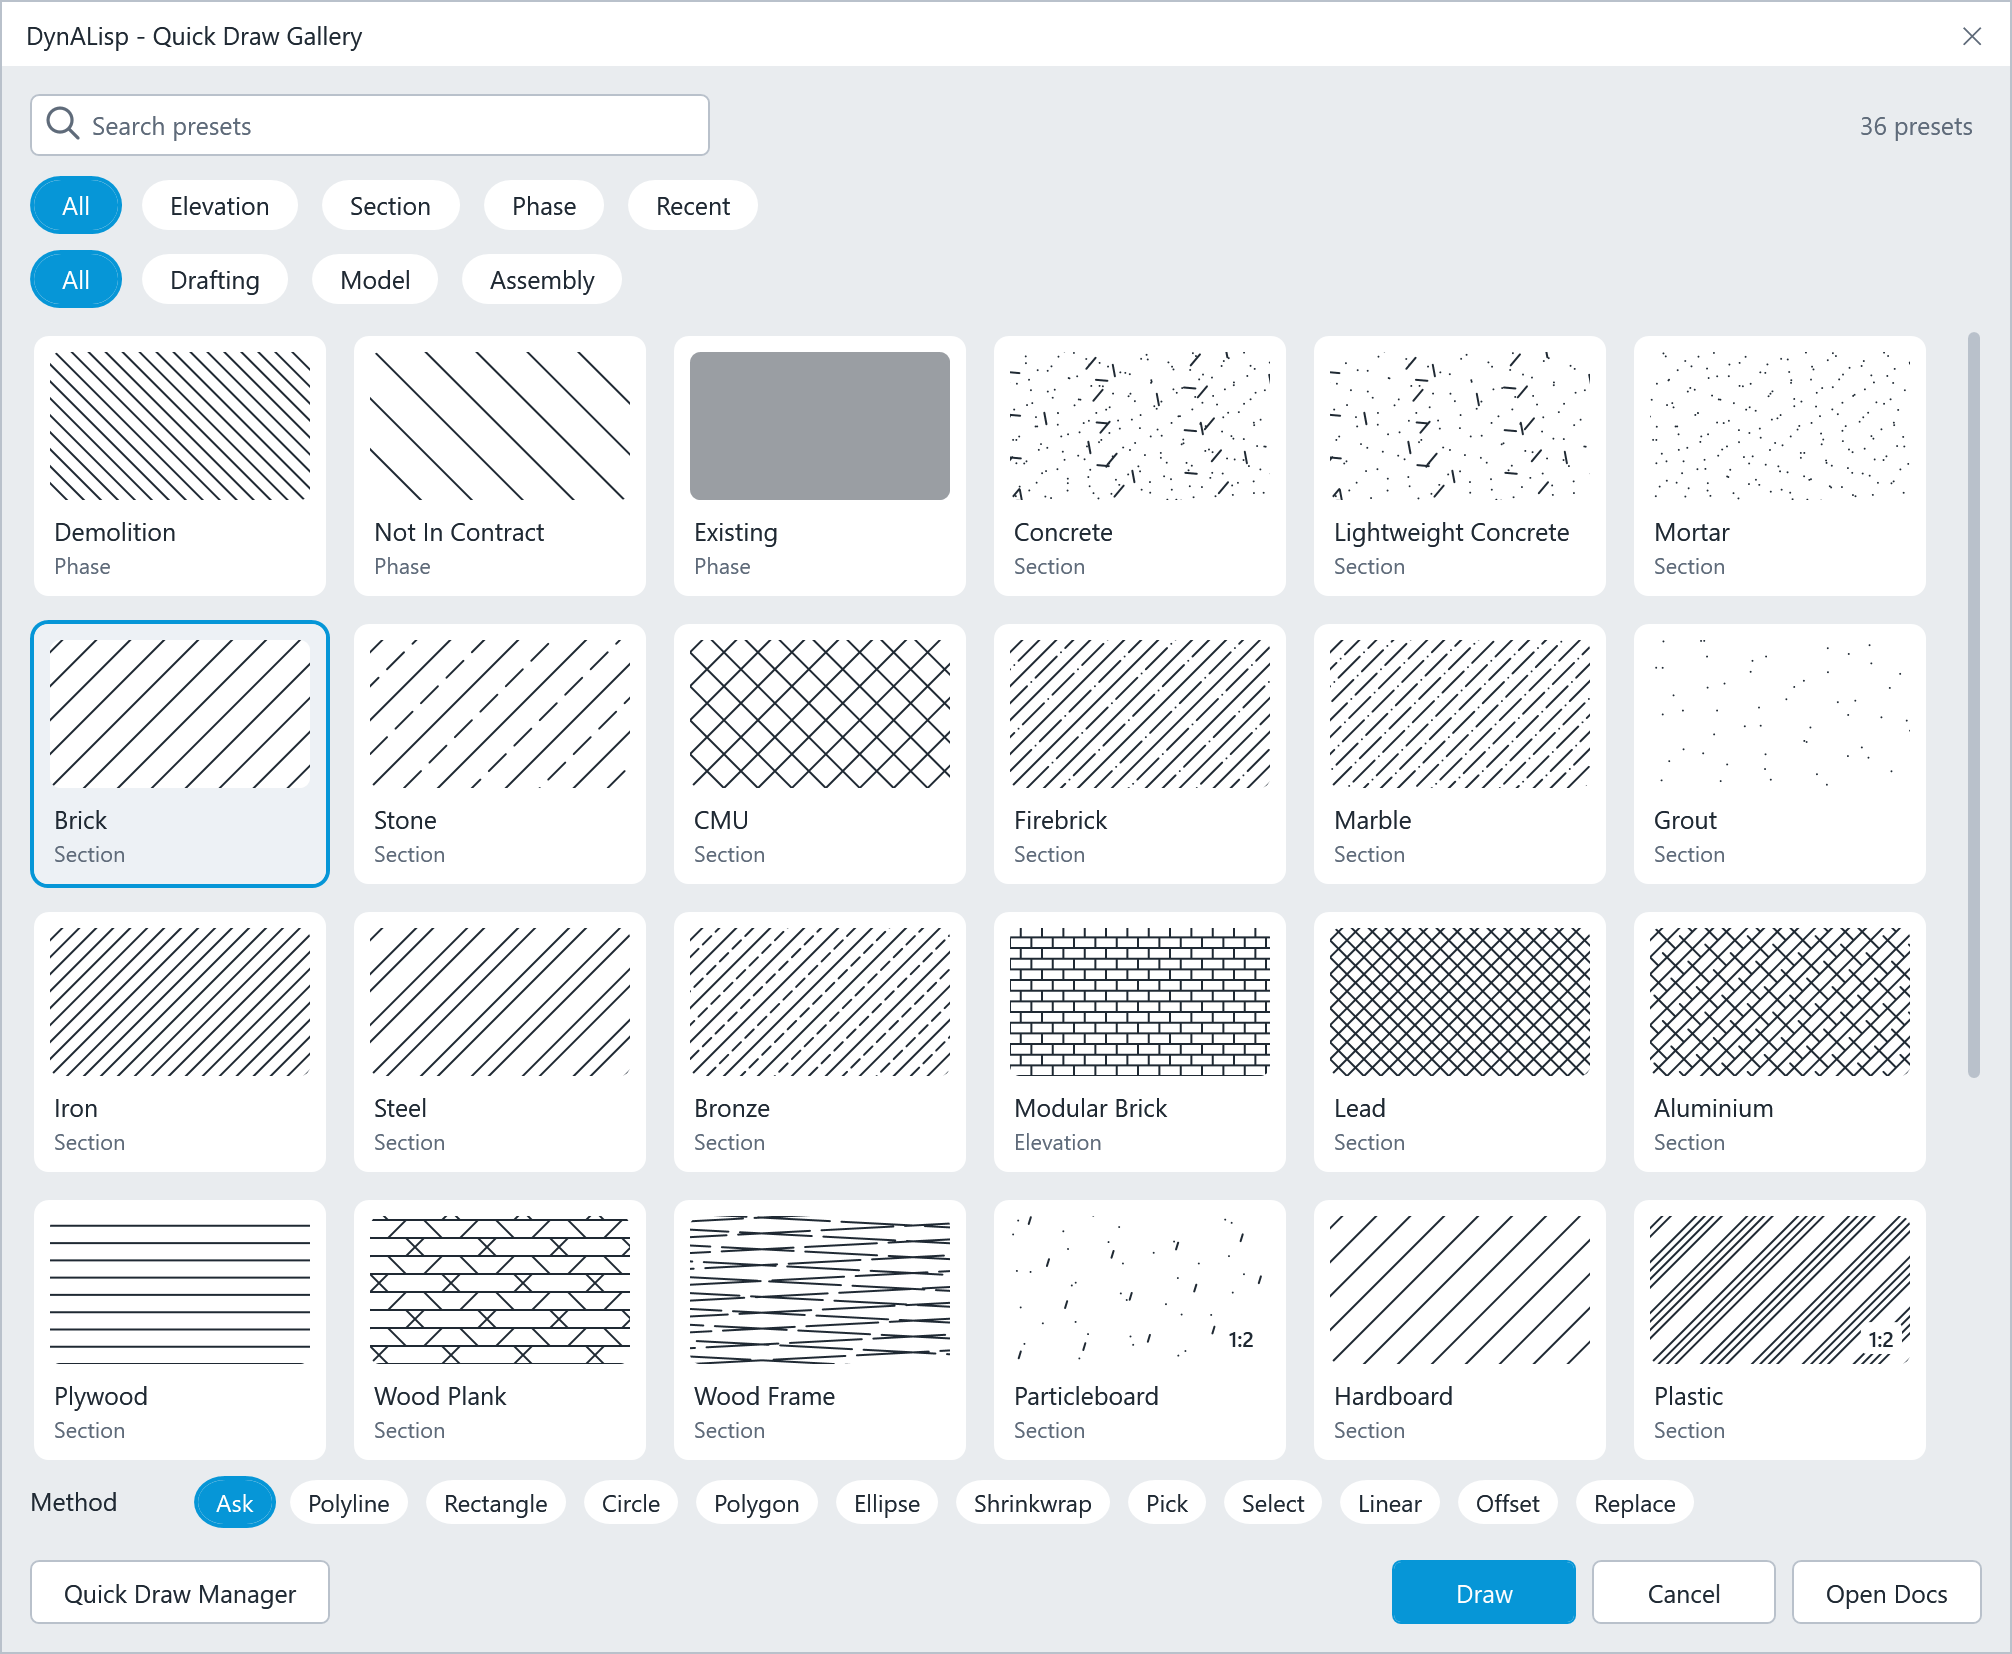 DynALisp - Quick Draw Gallery
Search presets
36 presets
All Elevation Section Phase Recent
All Drafting Model Assembly
Demolition Not In Contract Existing Concrete Lightweight Concrete Mortar
Phase Phase Phase Section Section Section
Brick Stone CMU Firebrick Marble Grout
Section Section Section Section Section Section
Iron Steel Bronze Modular Brick Lead Aluminium
Section Section Section Elevation Section Section
1:2 1:2
Plywood Wood Plank Wood Frame Particleboard Hardboard Plastic
Section Section Section Section Section Section
Method Ask Polyline Rectangle Circle Polygon Ellipse Shrinkwrap Pick Select Linear Offset Replace
Quick Draw Manager Draw Cancel Open Docs